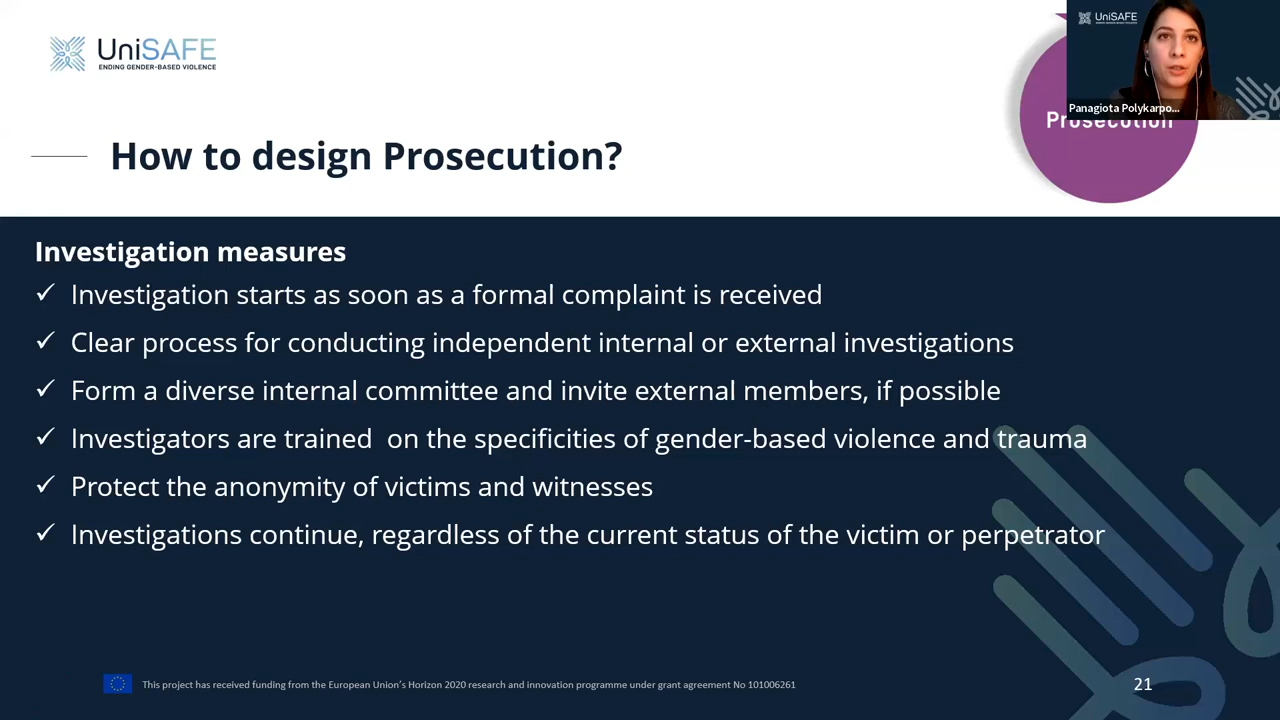 UniSAFE
ENDING GENDER-BASED VIOLENCE
UniSAFE
Panagiota Polykarpo...
Prosecution
How to design Prosecution?
Investigation measures
✓ Investigation starts as soon as a formal complaint is received
✓ Clear process for conducting independent internal or external investigations
✓ Form a diverse internal committee and invite external members, if possible
✓ Investigators are trained  on the specificities of gender-based violence and trauma
✓ Protect the anonymity of victims and witnesses
✓ Investigations continue, regardless of the current status of the victim or perpetrator
This project has received funding from the European Union's Horizon 2020 research and innovation programme under grant agreement No 101006261
21